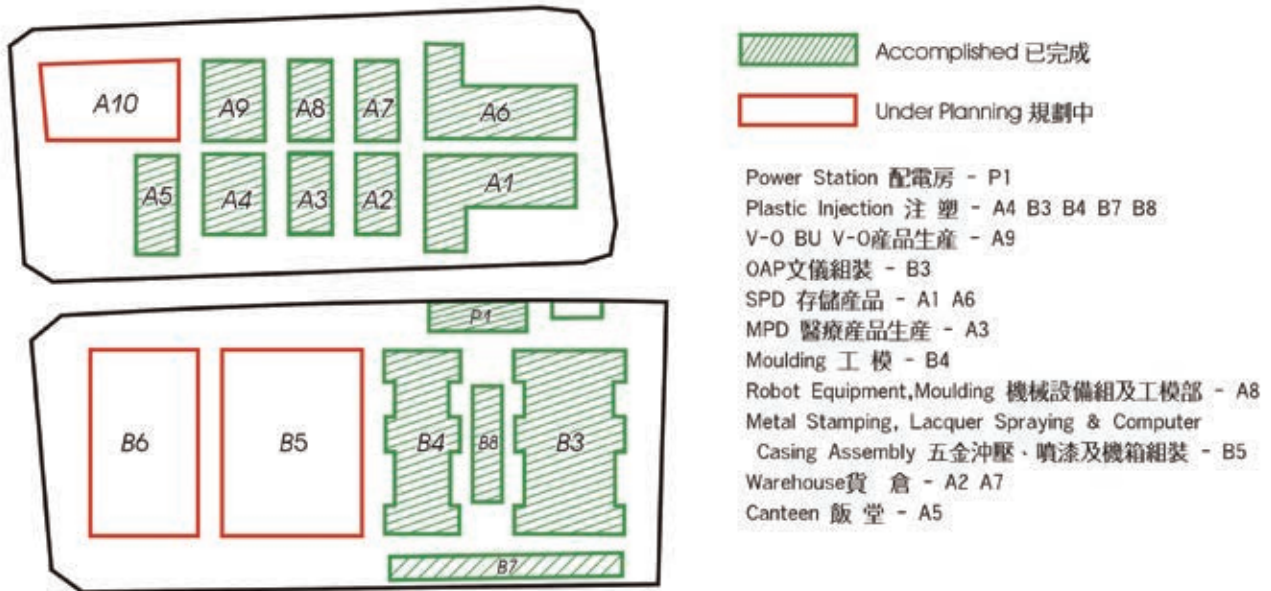 A10
A9
A8
A7
A6
A5
A4
A3
A2
A1
P1
B6
B5
B4
B8
B3
B7
Accomplished 已完成
Under Planning 規劃中
Power Station 配電房 - P1
Plastic Injection 注 塑 - A4 B3 B4 B7 B8
V-O BU V-O產品生產 - A9
OAP文儀組裝 - B3
SPD 存儲產品 - A1 A6
MPD 醫療產品生產 - A3
Moulding 工 模 - B4
Robot Equipment,Moulding 機械設備組及工模部 - A8
Metal Stamping, Lacquer Spraying & Computer
Casing Assembly 五金沖壓、噴漆及機箱組裝 - B5
Warehouse貨 倉 - A2 A7
Canteen 飯 堂 - A5